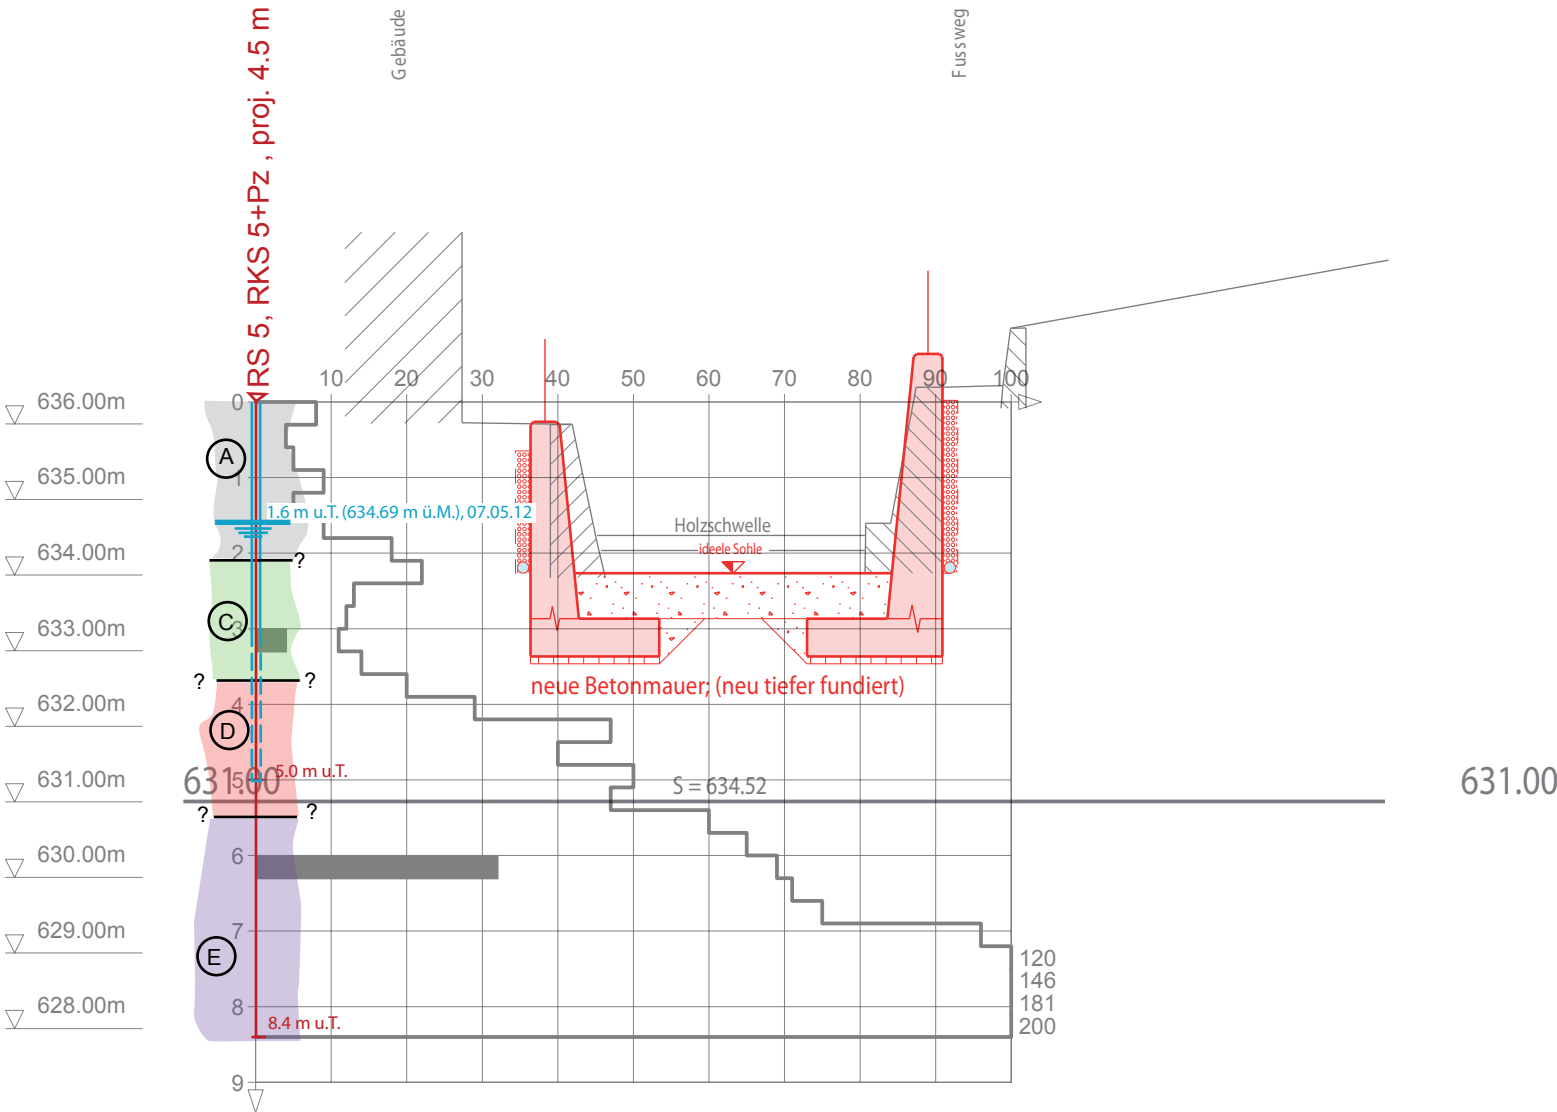 RS 5, RKS 5+Pz , proj. 4.5 m
Gebäude
Fussweg
10 20 30 40 50 60 70 80 90 100
636.00m
0
A
635.00m
1
1.6 m u.T. (634.69 m ü.M.), 07.05.12
Holzschwelle
ideele Sohle
634.00m
2
?
C
633.00m
3
? ?
neue Betonmauer; (neu tiefer fundiert)
632.00m
4
D
5.0 m u.T.
631.00m
5
631.00
S = 634.52
631.00
? ?
630.00m
6
629.00m
7
E
120
146
181
200
628.00m
8
8.4 m u.T.
9